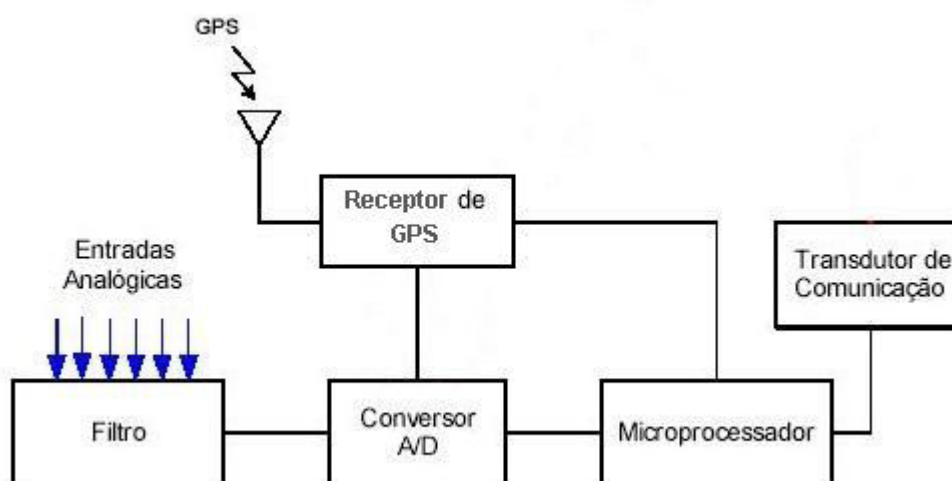 GPS
Receptor de
GPS
Entradas
Analógicas
Transdutor de
Comunicação
Filtro
Conversor
A/D
Microprocessador